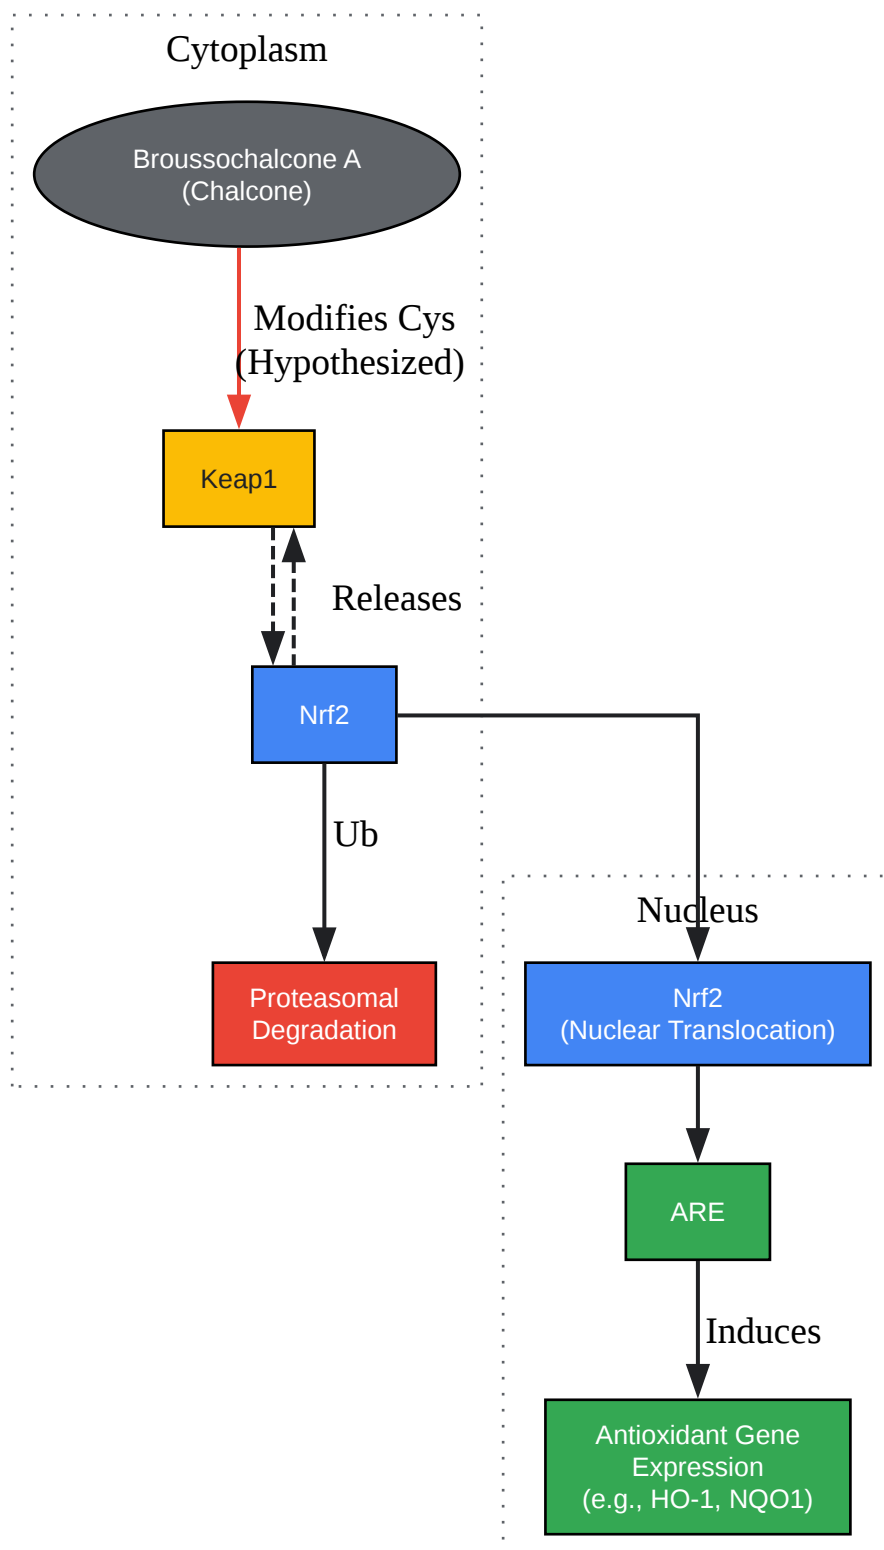 Cytoplasm
Broussochalcone A
(Chalcone)
Modifies Cys
(Hypothesized)
Keap1
Releases
Nrf2
Ub
Proteasomal
Degradation
Nucleus
Nrf2
(Nuclear Translocation)
ARE
Induces
Antioxidant Gene
Expression
(e.g., HO-1, NQO1)